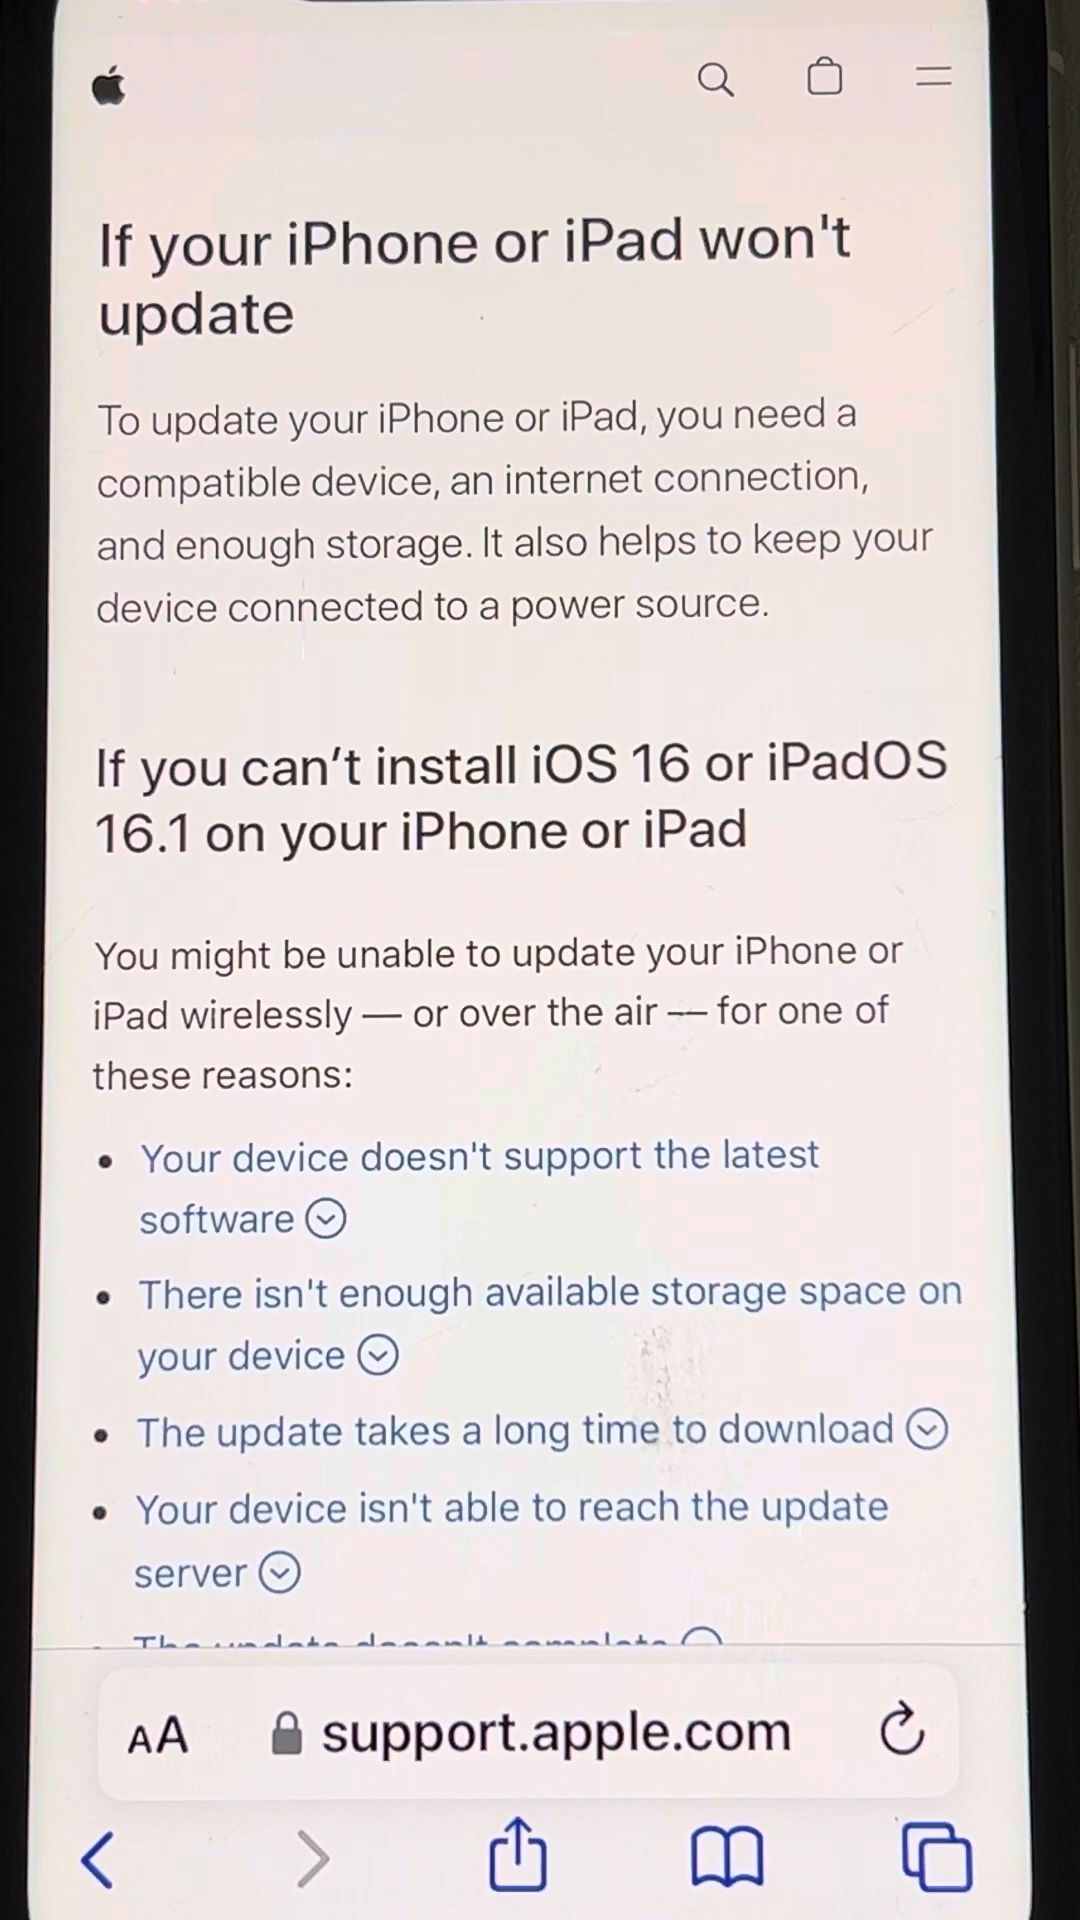 If your iPhone or iPad won't
update
To update your iPhone or iPad, you need a
compatible device, an internet connection,
and enough storage. It also helps to keep your
device connected to a power source.
If you can’t install iOS 16 or iPadOS
16.1 on your iPhone or iPad
You might be unable to update your iPhone or
iPad wirelessly — or over the air — for one of
these reasons:
• Your device doesn't support the latest
software
• There isn't enough available storage space on
your device
• The update takes a long time to download
• Your device isn't able to reach the update
server
The update doesn't complete
AA support.apple.com